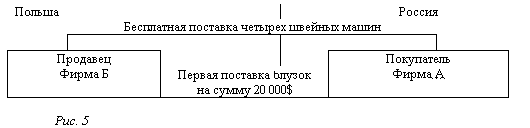 Польша Россия
Бесплатная поставка четырех швейных машин
Продавец
Фирма Б
Первая поставка блузок
на сумму 20 000$
Покупатель
Фирма А
Рис. 5